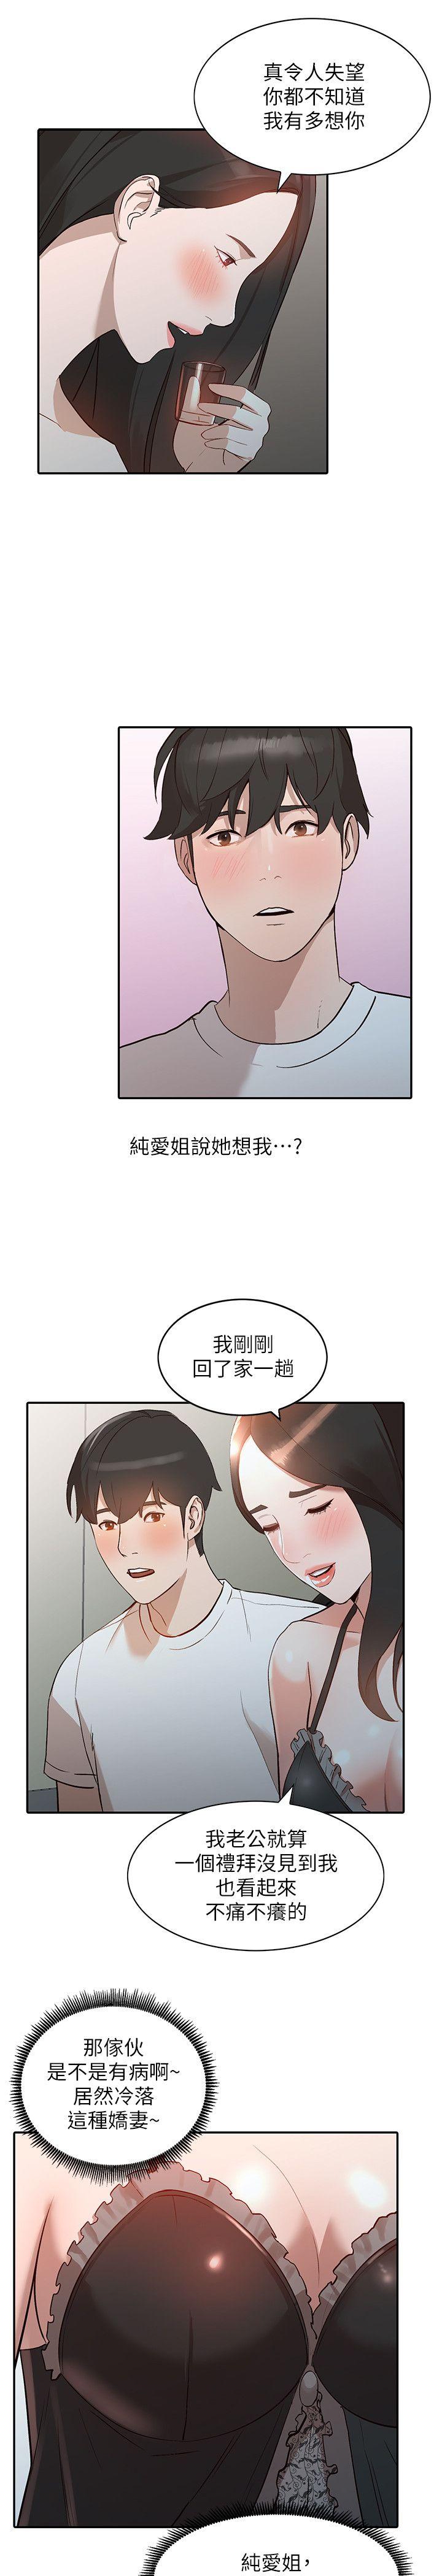 真令人失望
你都不知道
我有多想你
純愛姐說她想我…?
我剛剛
回了家一趟
我老公就算
一個禮拜沒見到我
也看起來
不痛不癢的
那傢伙
是不是有病啊~
居然冷落
這種嬌妻~
純愛姐，